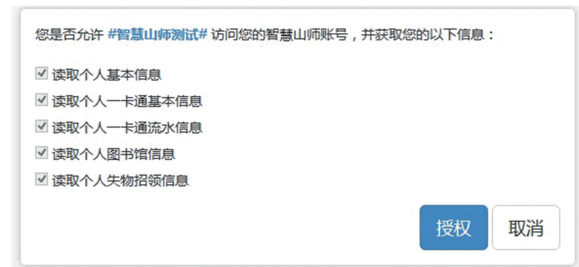 您是否允许 #智慧山师测试# 访问您的智慧山师账号，并获取您的以下信息：
读取个人基本信息
读取个人一卡通基本信息
读取个人一卡通流水信息
读取个人图书馆信息
读取个人失物招领信息
授权 取消